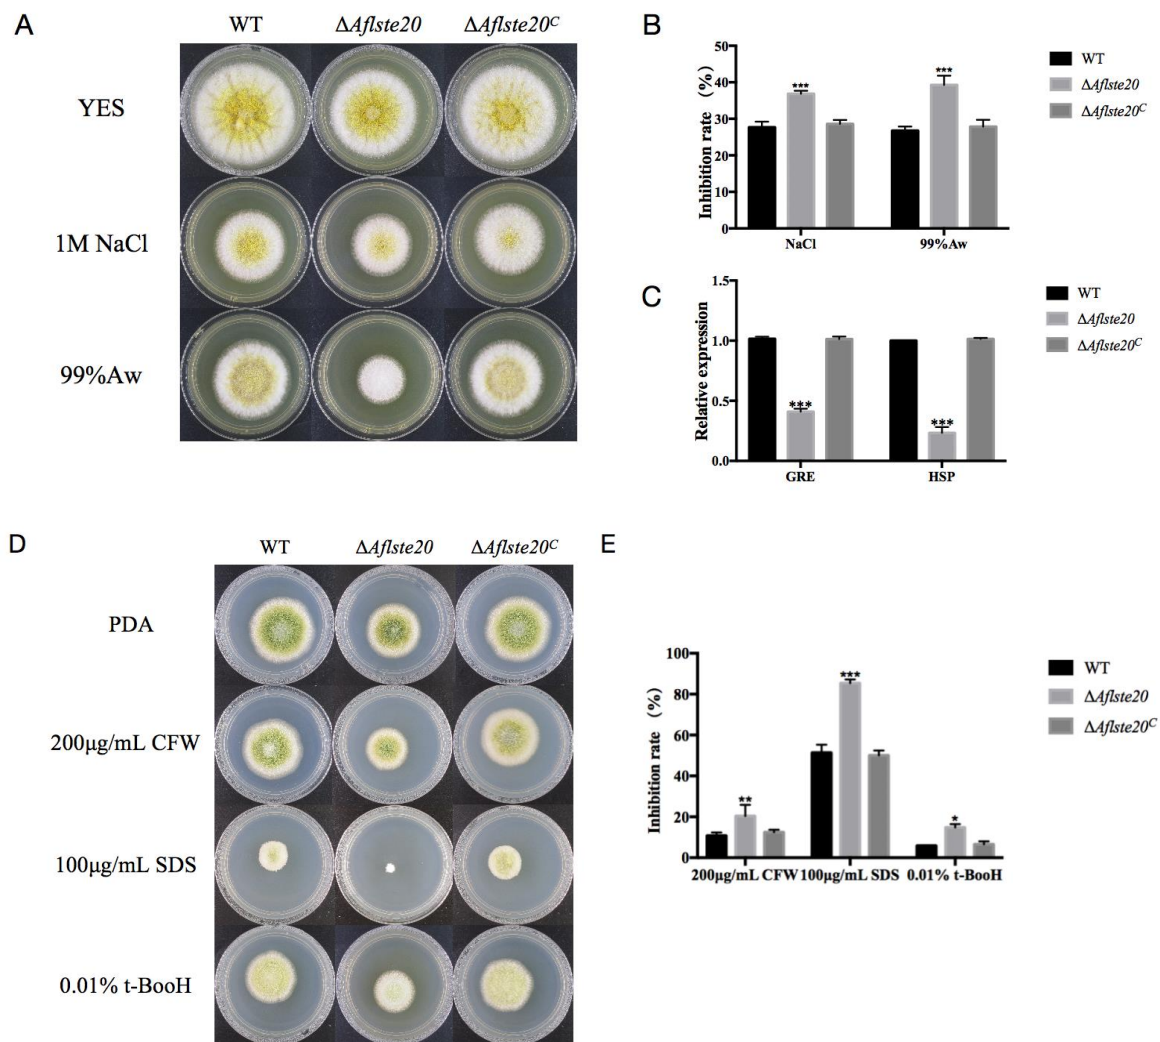 A
WT ΔAflste20 ΔAflste20C
YES
1M NaCl
99%Aw
B
Inhibition rate (%)
50
40
30
20
10
0
*** ***
NaCl 99%Aw
WT
ΔAflste20
ΔAflste20C
C
Relative expression
1.5
1.0
0.5
0.0
*** ***
GRE HSP
WT
ΔAflste20
ΔAflste20C
D
WT ΔAflste20 ΔAflste20C
PDA
200μg/mL CFW
100μg/mL SDS
0.01% t-BooH
E
Inhibition rate (%)
100
80
60
40
20
0
** *** *
200μg/mL CFW 100μg/mL SDS 0.01% t-BooH
WT
ΔAflste20
ΔAflste20C